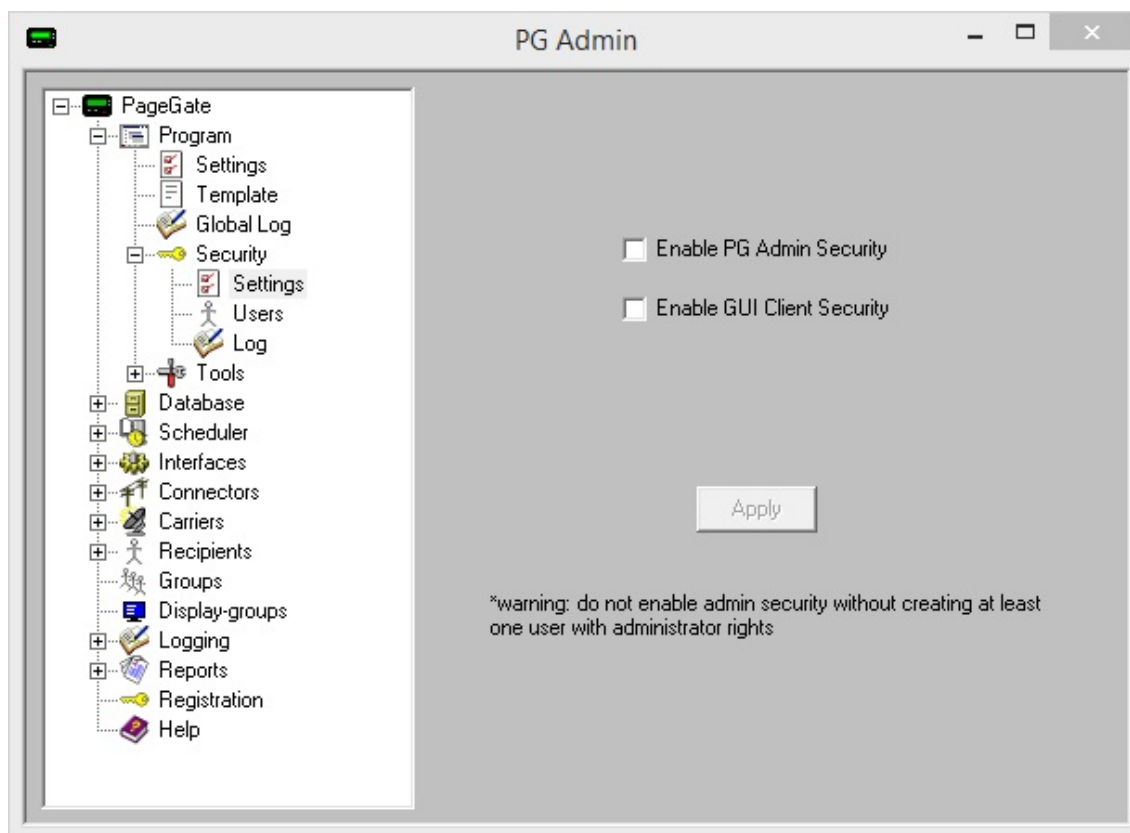 PG Admin
PageGate
Program
Settings
Template
Global Log
Security
Settings
Users
Log
Tools
Database
Scheduler
Interfaces
Connectors
Carriers
Recipients
Groups
Display-groups
Logging
Reports
Registration
Help
Enable PG Admin Security
Enable GUI Client Security
Apply
*warning: do not enable admin security without creating at least
one user with administrator rights